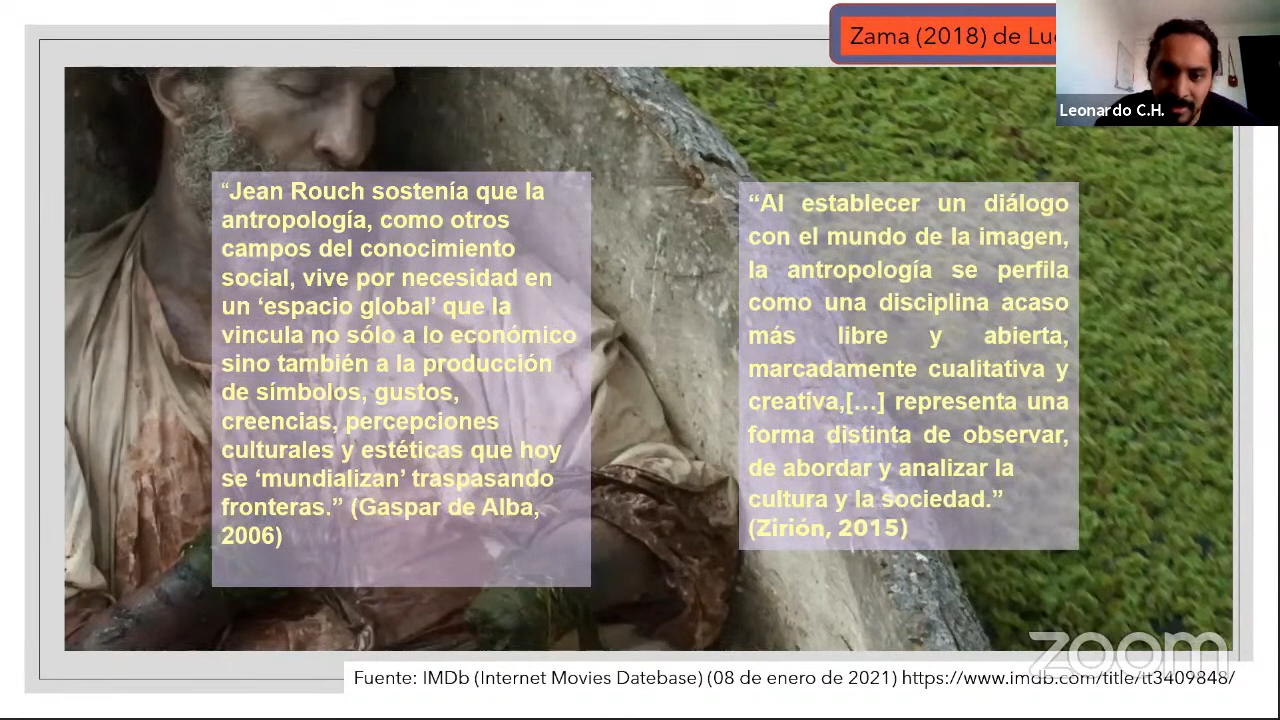 Zama (2018) de
Leonardo C.H.
“Jean Rouch sostenía que la
antropología, como otros
campos del conocimiento
social, vive por necesidad en
un ‘espacio global’ que la
vincula no sólo a lo económico
sino también a la producción
de símbolos, gustos,
creencias, percepciones
culturales y estéticas que hoy
se ‘mundializan’ traspasando
fronteras.” (Gaspar de Alba,
2006)
“Al establecer un diálogo
con el mundo de la imagen,
la antropología se perfila
como una disciplina acaso
más libre y abierta,
marcadamente cualitativa y
creativa,[…] representa una
forma distinta de observar,
de abordar y analizar la
cultura y la sociedad.”
(Zirión, 2015)
zoom
Fuente: IMDb (Internet Movies Datebase) (08 de enero de 2021) https://www.imdb.com/title/tt3409848/